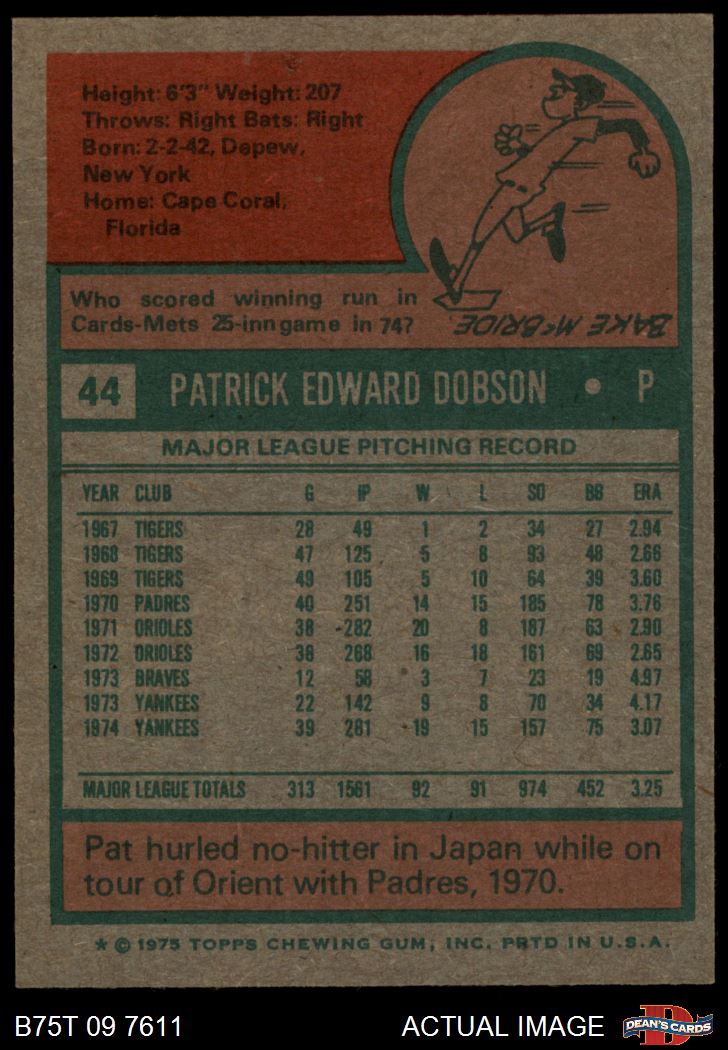 Height: 6'3" Weight: 207
Throws: Right Bats: Right
Born: 2-2-42, Depew,
New York
Home: Cape Coral,
Florida
Who scored winning run in
Cards-Mets 25-inn game in 74?
BAKE McBRIDE
44 PATRICK EDWARD DOBSON • P
MAJOR LEAGUE PITCHING RECORD
YEAR CLUB G IP W L SO BB ERA
1967 TIGERS 28 49 1 2 34 27 2.94
1968 TIGERS 47 125 5 8 93 48 2.66
1969 TIGERS 49 105 5 10 64 39 3.60
1970 PADRES 40 251 14 15 185 78 3.76
1971 ORIOLES 38 282 20 8 187 63 2.90
1972 ORIOLES 38 268 16 18 161 69 2.65
1973 BRAVES 12 58 3 7 23 19 4.97
1973 YANKEES 22 142 9 8 70 34 4.17
1974 YANKEES 39 281 19 15 157 75 3.07
MAJOR LEAGUE TOTALS 313 1561 92 91 974 452 3.25
Pat hurled no-hitter in Japan while on
tour of Orient with Padres, 1970.
* © 1975 TOPPS CHEWING GUM, INC. PRTD IN U.S.A.
B75T 09 7611 ACTUAL IMAGE D DEAN'S CARDS